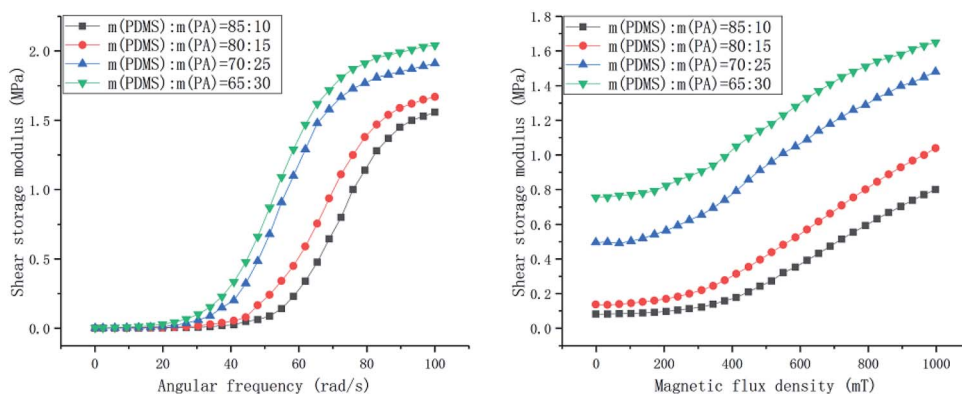 m(PDMS):m(PA)=85:10
m(PDMS):m(PA)=80:15
m(PDMS):m(PA)=70:25
m(PDMS):m(PA)=65:30
Shear storage modulus (MPa)
2.0
1.5
1.0
0.5
0.0
0 20 40 60 80 100
Angular frequency (rad/s)
m(PDMS):m(PA)=85:10
m(PDMS):m(PA)=80:15
m(PDMS):m(PA)=70:25
m(PDMS):m(PA)=65:30
Shear storage modulus (MPa)
1.8
1.6
1.4
1.2
1.0
0.8
0.6
0.4
0.2
0.0
0 200 400 600 800 1000
Magnetic flux density (mT)